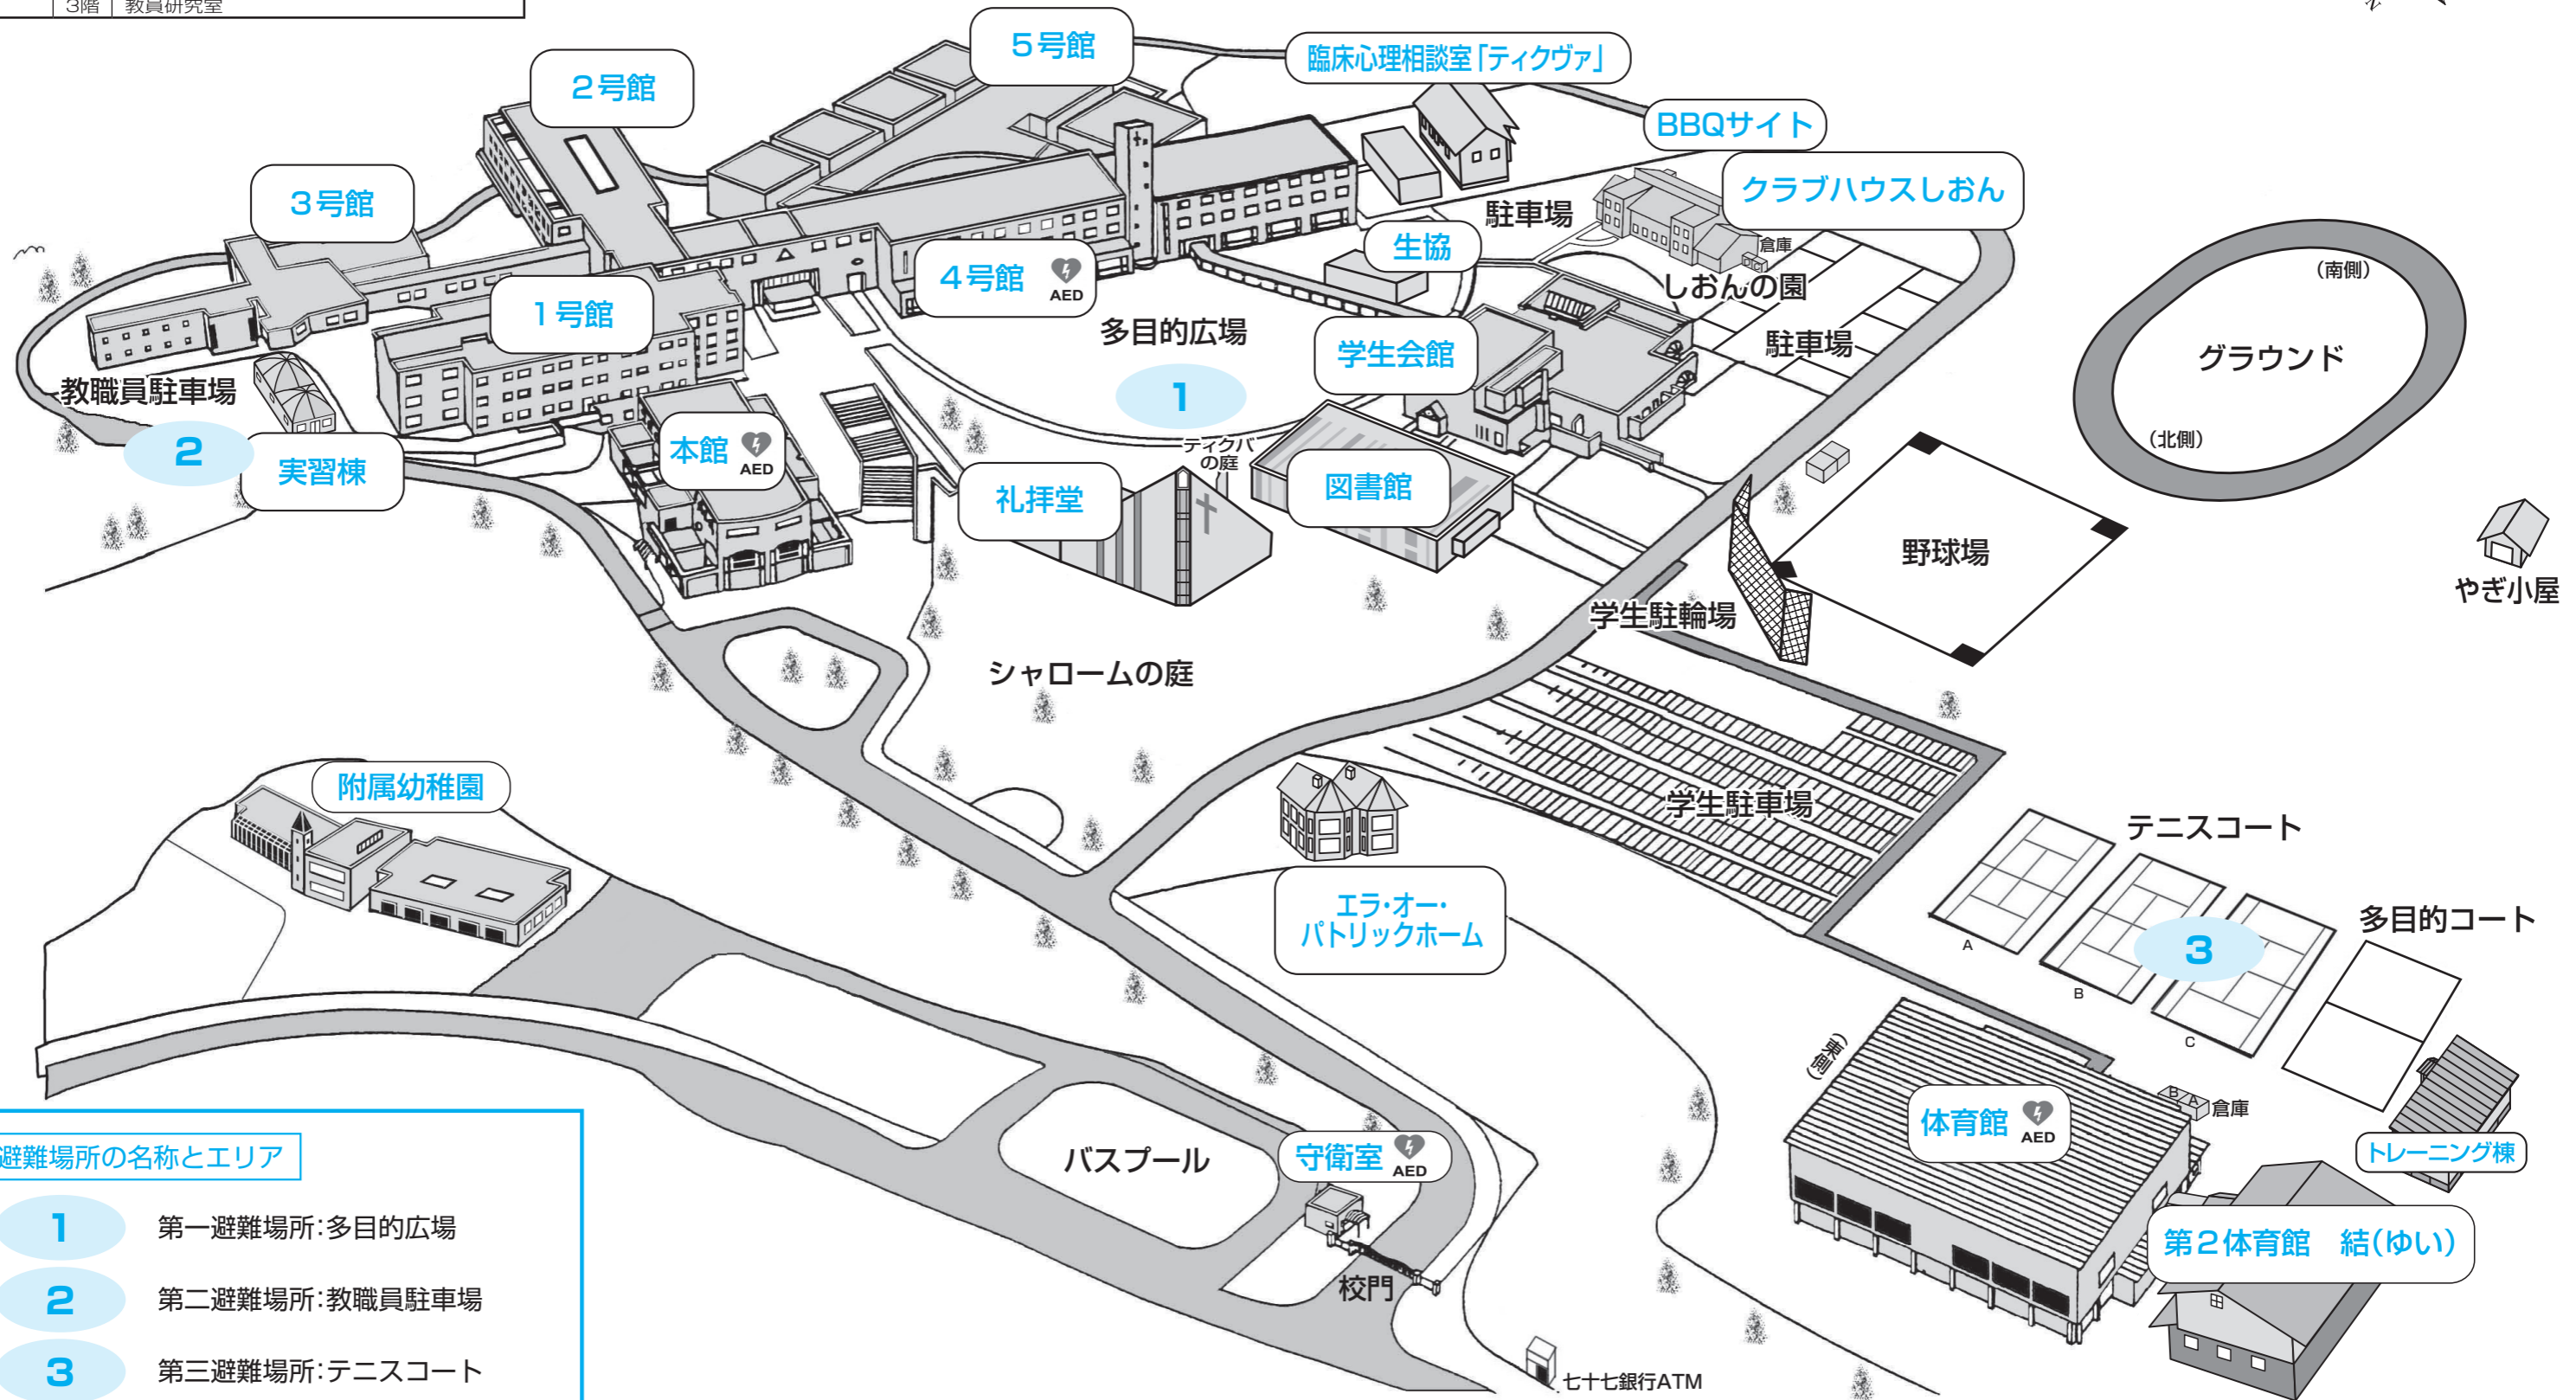 3階 教員研究室
N
5号館
2号館
臨床心理相談室「ティクヴァ」
BBQサイト
クラブハウスしおん
3号館
駐車場
生協
倉庫
4号館 AED
しおんの園
(南側)
1号館
多目的広場
学生会館
駐車場
グラウンド
教職員駐車場
1
(北側)
2
実習棟
本館 AED
ティクバ
の庭
礼拝堂
図書館
野球場
やぎ小屋
学生駐輪場
シャロームの庭
附属幼稚園
学生駐車場
テニスコート
エラ・オー・
パトリックホーム
多目的コート
A
3
B
C
(東側)
B A 倉庫
体育館 AED
トレーニング棟
バスプール
守衛室 AED
第2体育館 結(ゆい)
校門
七十七銀行ATM
避難場所の名称とエリア
1 第一避難場所:多目的広場
2 第二避難場所:教職員駐車場
3 第三避難場所:テニスコート